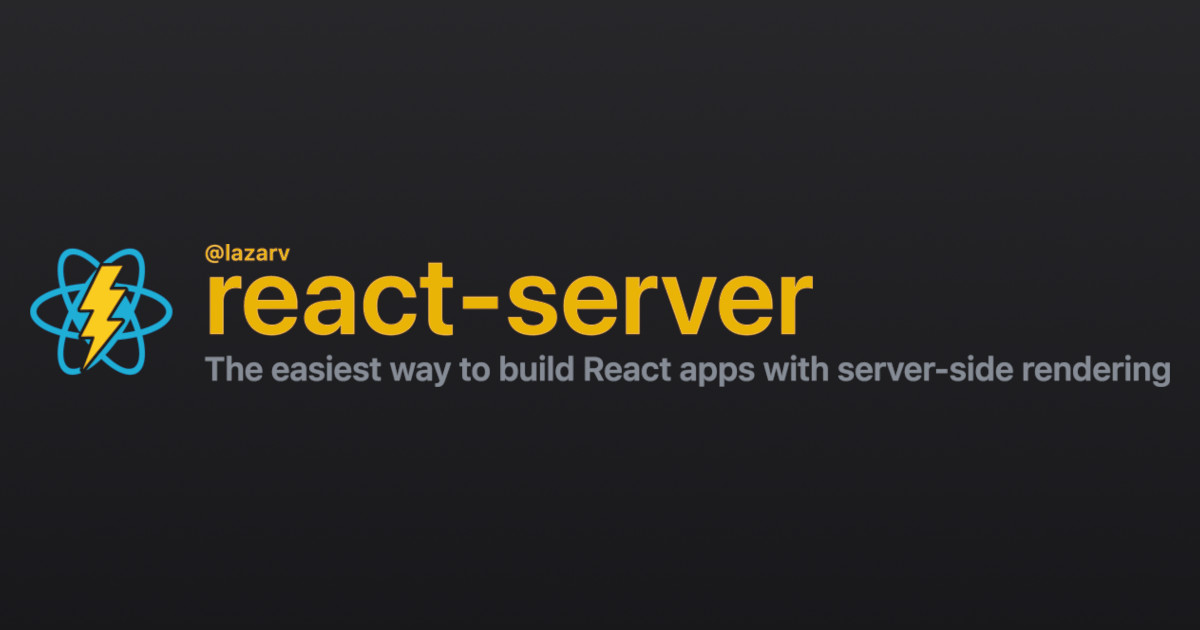 @lazarv
react-server
The easiest way to build React apps with server-side rendering